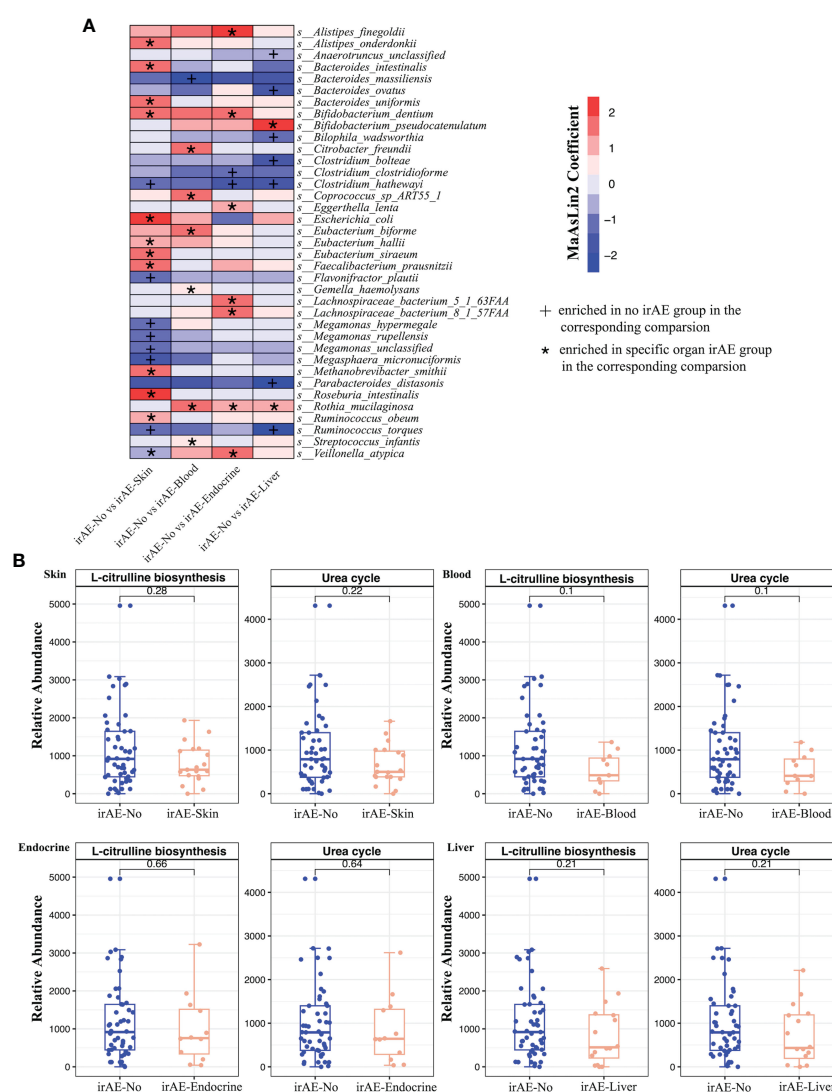 A
s__Alistipes_finegoldii
s__Alistipes_onderdonkii
s__Anaerotruncus_unclassified
s__Bacteroides_intestinalis
s__Bacteroides_massiliensis
s__Bacteroides_ovatus
s__Bacteroides_uniformis
s__Bifidobacterium_dentium
s__Bifidobacterium_pseudocatenulatum
s__Bilophila_wadsworthia
s__Citrobacter_freundii
s__Clostridium_bolteae
s__Clostridium_clostridioforme
s__Clostridium_hathewayi
s__Coprococcus_sp_ART55_1
s__Eggerthella_lenta
s__Escherichia_coli
s__Eubacterium_biforme
s__Eubacterium_hallii
s__Eubacterium_siraeum
s__Faecalibacterium_prausnitzii
s__Flavonifractor_plautii
s__Gemella_haemolysans
s__Lachnospiraceae_bacterium_5_1_63FAA
s__Lachnospiraceae_bacterium_8_1_57FAA
s__Megamonas_hypermegale
s__Megamonas_rupellensis
s__Megamonas_unclassified
s__Megasphaera_micronuciformis
s__Methanobrevibacter_smithii
s__Parabacteroides_distasonis
s__Roseburia_intestinalis
s__Rothia_mucilaginosa
s__Ruminococcus_obeum
s__Ruminococcus_torques
s__Streptococcus_infantis
s__Veillonella_atypica
irAE-No vs irAE-Skin
irAE-No vs irAE-Blood
irAE-No vs irAE-Endocrine
irAE-No vs irAE-Liver
MaAsLin2 Coefficient
2
1
0
−1
−2
+ enriched in no irAE group in the
corresponding comparsion
* enriched in specific organ irAE group
in the corresponding comparsion
B
Skin
L-citrulline biosynthesis
0.28
Relative Abundance
5000
4000
3000
2000
1000
0
irAE-No irAE-Skin
Urea cycle
0.22
4000
3000
2000
1000
0
irAE-No irAE-Skin
Blood
L-citrulline biosynthesis
0.1
Relative Abundance
5000
4000
3000
2000
1000
0
irAE-No irAE-Blood
Urea cycle
0.1
4000
3000
2000
1000
0
irAE-No irAE-Blood
Endocrine
L-citrulline biosynthesis
0.66
Relative Abundance
5000
4000
3000
2000
1000
0
irAE-No irAE-Endocrine
Urea cycle
0.64
4000
3000
2000
1000
0
irAE-No irAE-Endocrine
Liver
L-citrulline biosynthesis
0.21
Relative Abundance
5000
4000
3000
2000
1000
0
irAE-No irAE-Liver
Urea cycle
0.21
4000
3000
2000
1000
0
irAE-No irAE-Liver